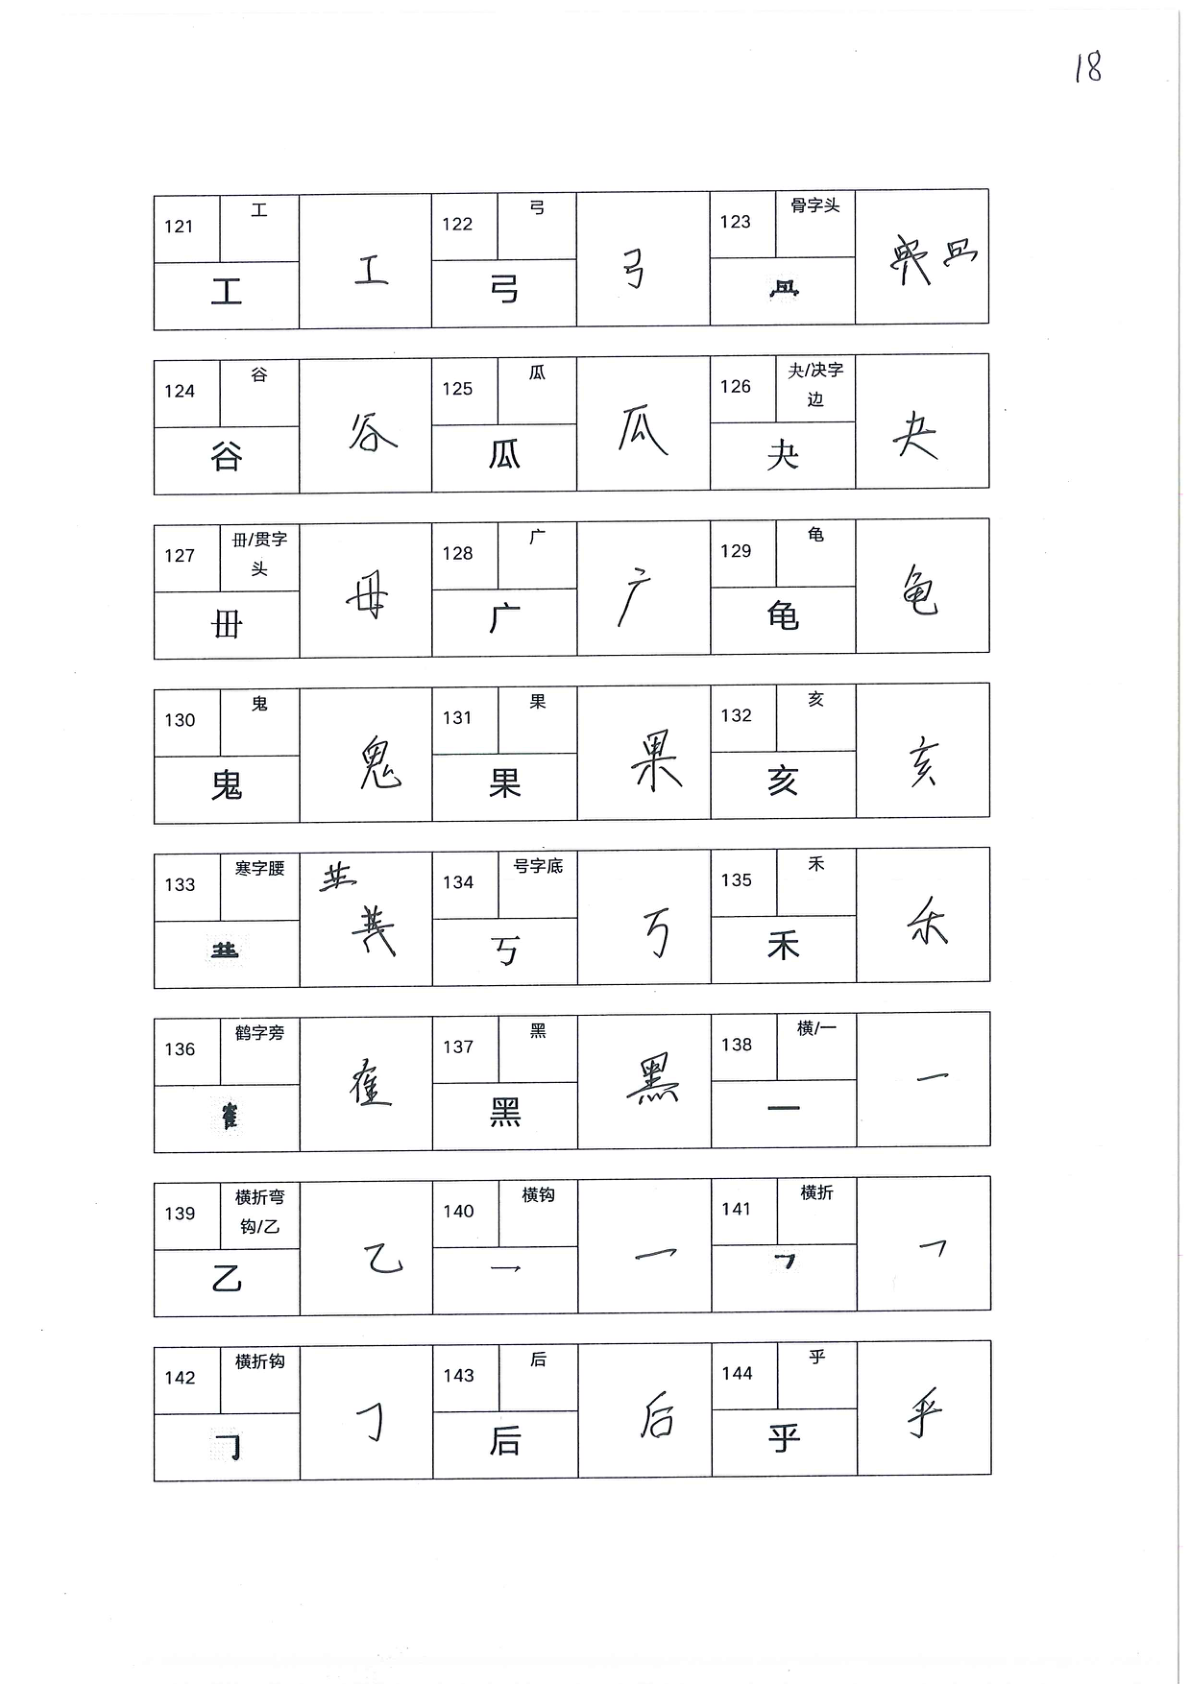 18
121 工 工 122 弓 弓 123 骨字头
工 弓
124 谷 谷 125 瓜 瓜 126 夬/决字边 夬
谷 瓜 夬
127 毌/贯字头 毌 128 广 广 129 龟 龟
毌 广 龟
130 鬼 鬼 131 果 果 132 亥 亥
鬼 果 亥
133 寒字腰 134 号字底 丂 135 禾 禾
丂 禾
136 鹤字旁 隺 137 黑 黑 138 横/一 一
隺 黑 一
139 横折弯钩/乙 乙 140 横钩 乛 141 横折 ㇕
乙 乛 ㇕
142 横折钩 ㇆ 143 后 后 144 乎 乎
㇆ 后 乎